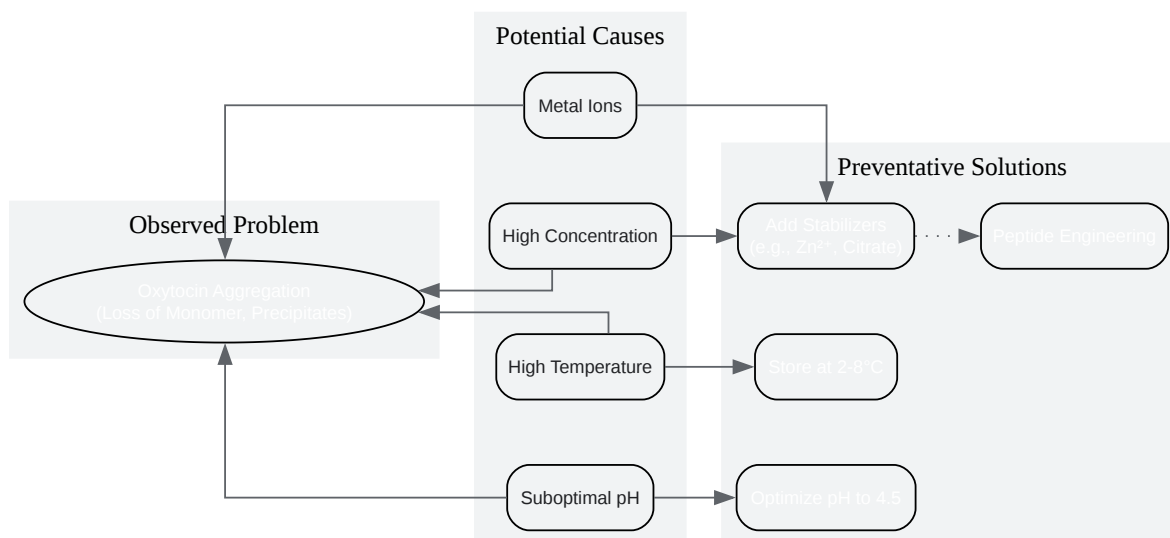 Potential Causes
Metal Ions
Preventative Solutions
Observed Problem
High Concentration
Add Stabilizers
(e.g., Zn²⁺, Citrate)
Peptide Engineering
Oxytocin Aggregation
(Loss of Monomer, Precipitates)
High Temperature
Store at 2-8°C
Suboptimal pH
Optimize pH to 4.5